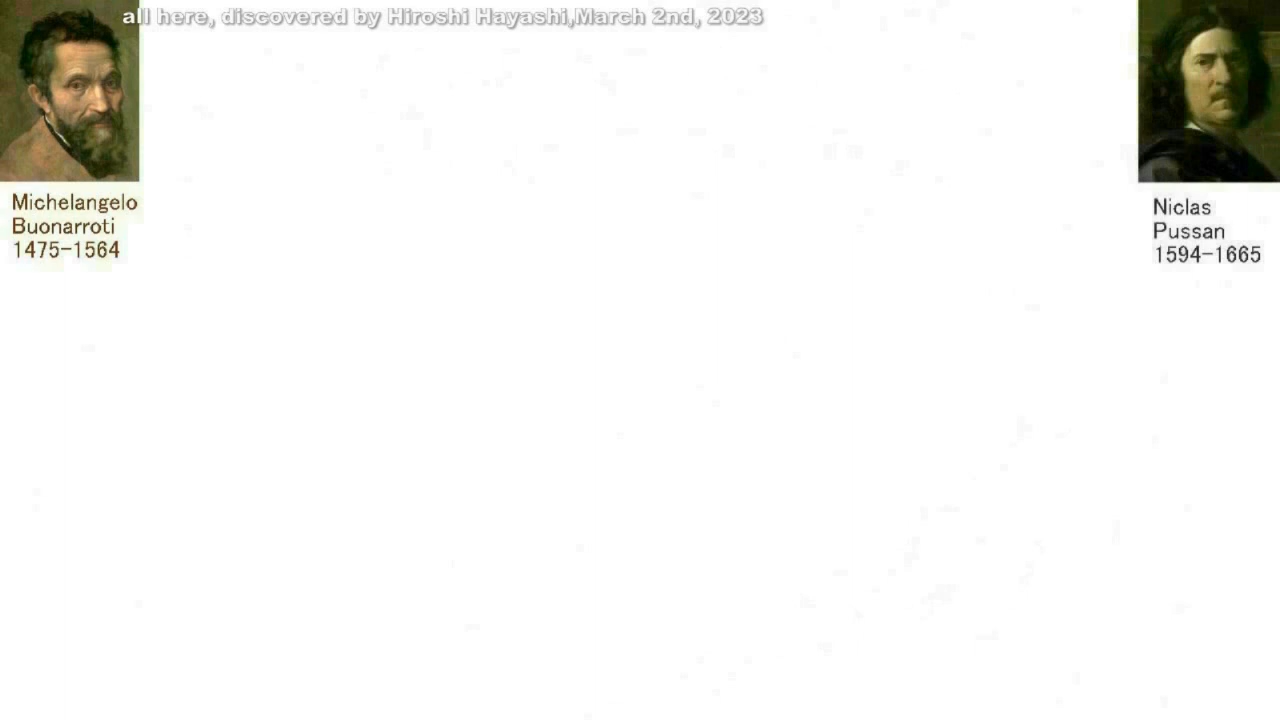 all here, discovered by Hiroshi Hayashi,March 2nd, 2023
Michelangelo
Buonarroti
1475-1564
Niclas
Pussan
1594-1665